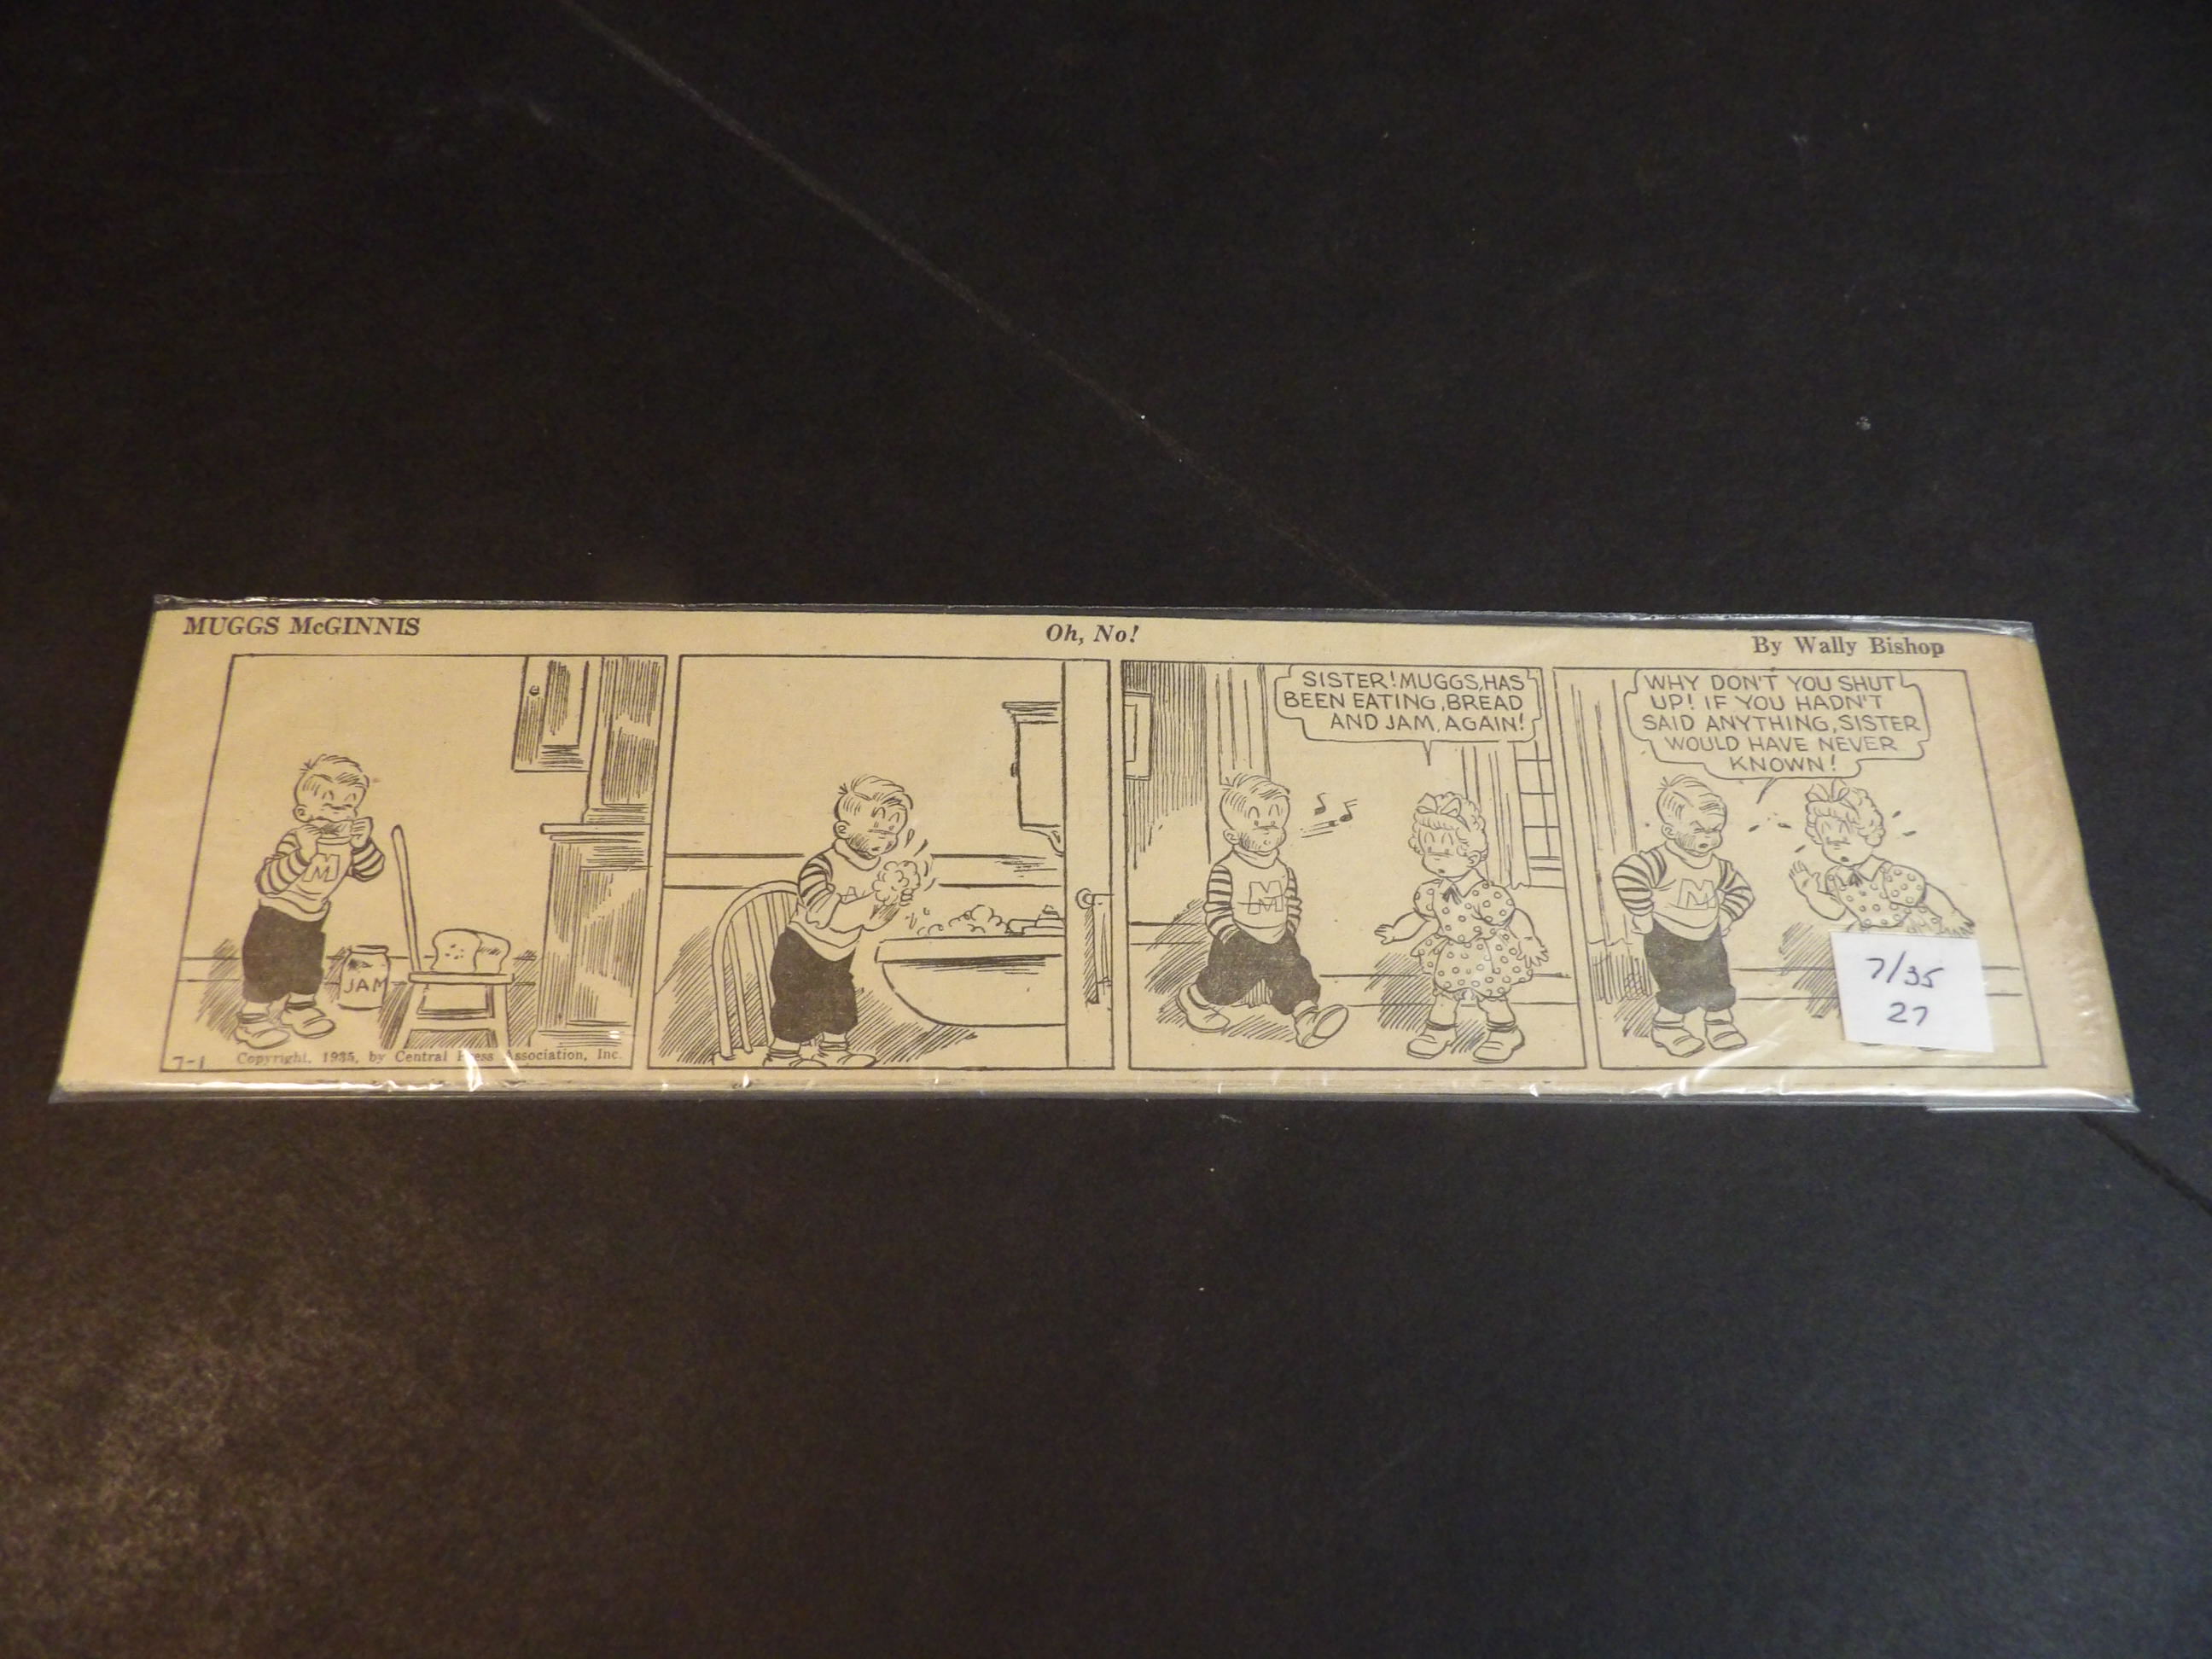 MUGGS McGINNIS
Oh, No!
By Wally Bishop
M
JAM
7-1
Copyright, 1935, by Central Press Association, Inc.
SISTER! MUGGS, HAS
BEEN EATING, BREAD
AND JAM, AGAIN!
M
WHY DON'T YOU SHUT
UP! IF YOU HADN'T
SAID ANYTHING, SISTER
WOULD HAVE NEVER
KNOWN!
M
7/35
27